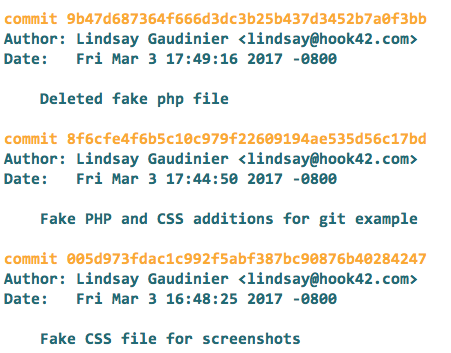 commit 9b47d687364f666d3dc3b25b437d3452b7a0f3bb
Author: Lindsay Gaudinier <lindsay@hook42.com>
Date:   Fri Mar 3 17:49:16 2017 -0800
Deleted fake php file
commit 8f6cfe4f6b5c10c979f22609194ae535d56c17bd
Author: Lindsay Gaudinier <lindsay@hook42.com>
Date:   Fri Mar 3 17:44:50 2017 -0800
Fake PHP and CSS additions for git example
commit 005d973fdac1c992f5abf387bc90876b40284247
Author: Lindsay Gaudinier <lindsay@hook42.com>
Date:   Fri Mar 3 16:48:25 2017 -0800
Fake CSS file for screenshots